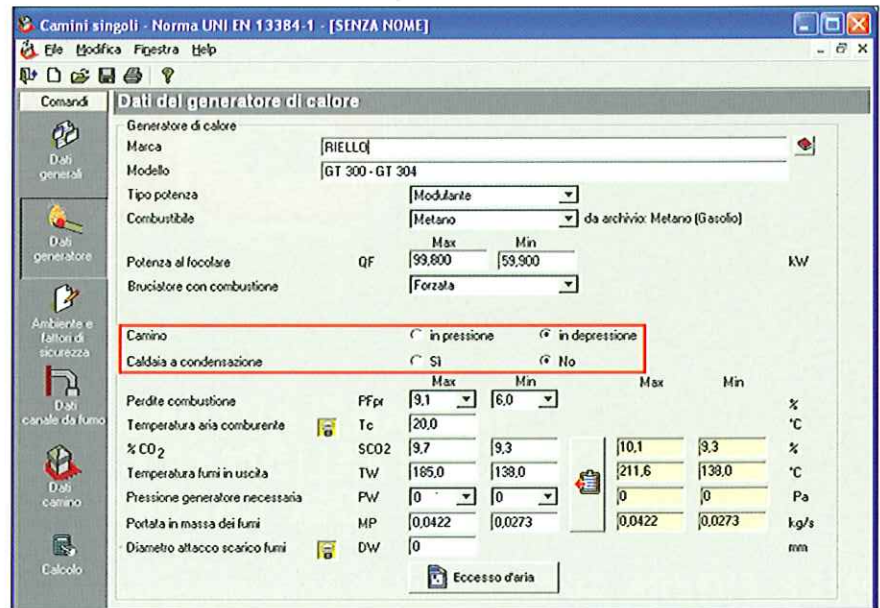 Camini singoli - Norma UNI EN 13384-1 - [SENZA NOME]
File Modifica Finestra Help
Comandi
Dati generali
Dati generatore
Ambiente e fattori di sicurezza
Dati canale da fumo
Dati camino
Calcolo
Dati del generatore di calore
Generatore di calore
Marca RIELLO
Modello GT 300 - GT 304
Tipo potenza Modulante
Combustibile Metano da archivio: Metano (Gasolio)
Max Min
Potenza al focolare QF 99,800 59,900 kW
Bruciatore con combustione Forzata
Camino in pressione in depressione
Caldaia a condensazione Sì No
Max Min Max Min
Perdite combustione PFpr 9,1 6,0 %
Temperatura aria comburente Tc 20,0 °C
% CO2 SCO2 9,7 9,3 10,1 9,3 %
Temperatura fumi in uscita TW 185,0 138,0 211,6 138,0 °C
Pressione generatore necessaria PW 0 0 0 0 Pa
Portata in massa dei fumi MP 0,0422 0,0273 0,0422 0,0273 kg/s
Diametro attacco scarico fumi DW 0 mm
Eccesso d'aria